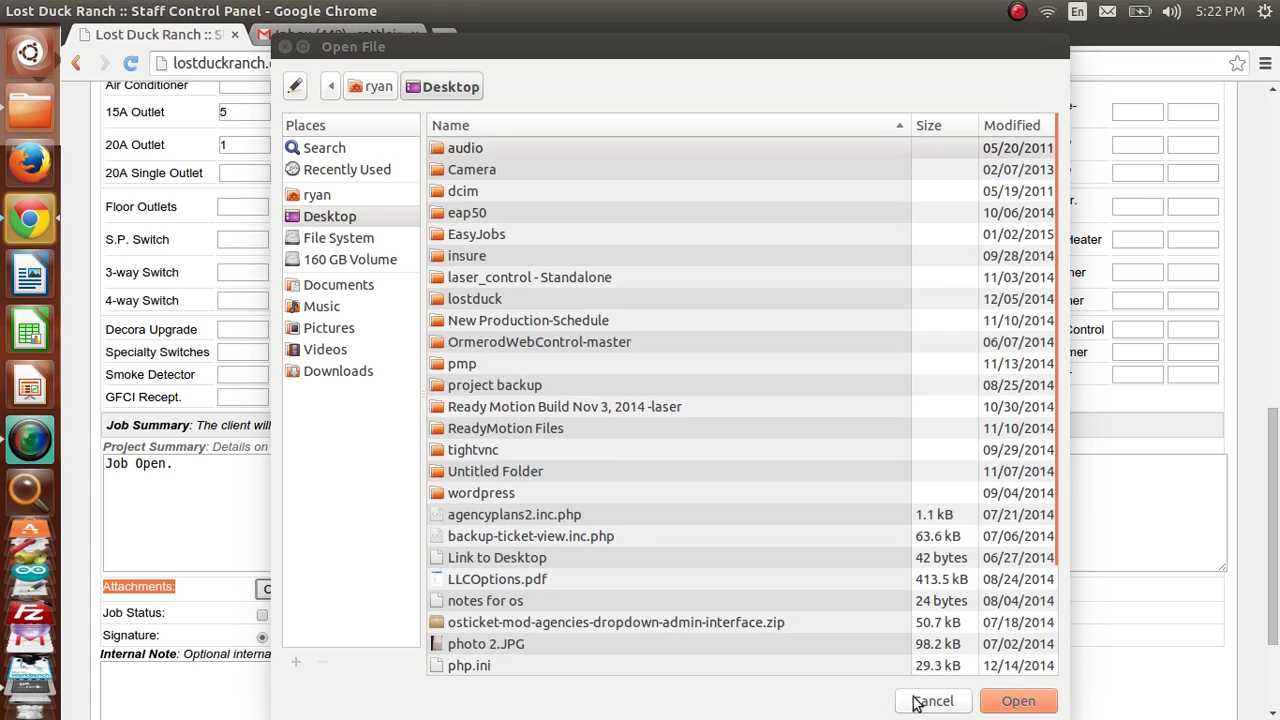 Lost Duck Ranch :: Staff Control Panel - Google Chrome
En
5:22 PM
Lost Duck Ranch :: S
Open File
lostduckranch.
ryan
Desktop
Places
Name
Size
Modified
Search
Recently Used
ryan
Desktop
File System
160 GB Volume
Documents
Music
Pictures
Videos
Downloads
audio 05/20/2011
Camera 02/07/2013
dcim 05/19/2011
eap50 10/06/2014
EasyJobs 01/02/2015
insure 09/28/2014
laser_control - Standalone 11/03/2014
lostduck 12/05/2014
New Production-Schedule 11/10/2014
OrmerodWebControl-master 06/07/2014
pmp 11/13/2014
project backup 08/25/2014
Ready Motion Build Nov 3, 2014 -laser 10/30/2014
ReadyMotion Files 11/10/2014
tightvnc 09/29/2014
Untitled Folder 11/07/2014
wordpress 09/04/2014
agencyplans2.inc.php 1.1 kB 07/21/2014
backup-ticket-view.inc.php 63.6 kB 07/06/2014
Link to Desktop 42 bytes 06/27/2014
LLCOptions.pdf 413.5 kB 08/24/2014
notes for os 24 bytes 08/04/2014
osticket-mod-agencies-dropdown-admin-interface.zip 50.7 kB 07/18/2014
photo 2.JPG 98.2 kB 07/02/2014
php.ini 29.3 kB 12/14/2014
Cancel
Open
Air Conditioner
15A Outlet 5
20A Outlet 1
20A Single Outlet
Floor Outlets
S.P. Switch
3-way Switch
4-way Switch
Decora Upgrade
Specialty Switches
Smoke Detector
GFCI Recept.
Heater
Control
Job Summary: The client will
Project Summary: Details on
Job Open.
Attachments:
Job Status:
Signature:
Internal Note: Optional interna